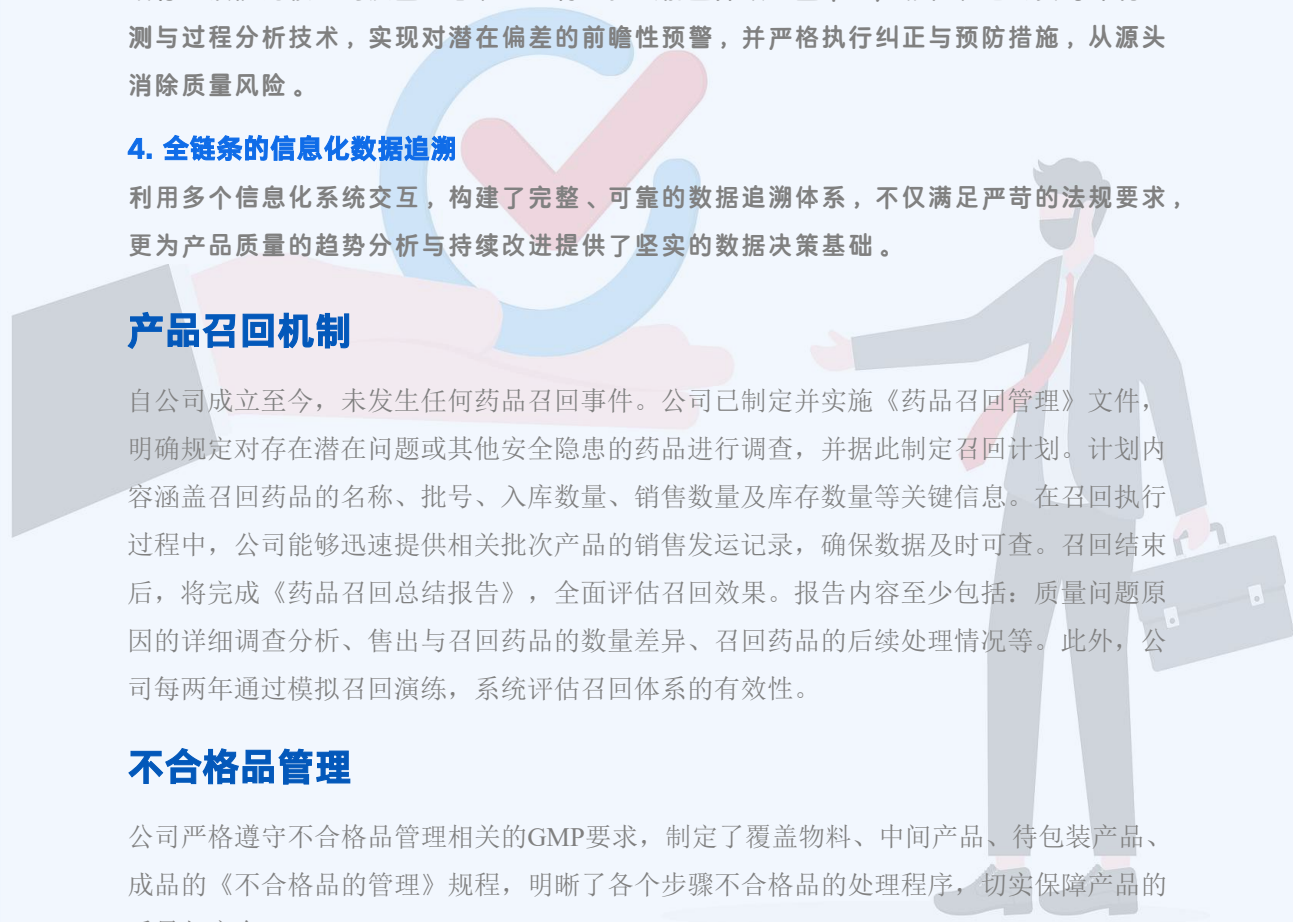 测与过程分析技术，实现对潜在偏差的前瞻性预警，并严格执行纠正与预防措施，从源头
消除质量风险。
4. 全链条的信息化数据追溯
利用多个信息化系统交互，构建了完整、可靠的数据追溯体系，不仅满足严苛的法规要求，
更为产品质量的趋势分析与持续改进提供了坚实的数据决策基础。
产品召回机制
自公司成立至今，未发生任何药品召回事件。公司已制定并实施《药品召回管理》文件，
明确规定对存在潜在问题或其他安全隐患的药品进行调查，并据此制定召回计划。计划内
容涵盖召回药品的名称、批号、入库数量、销售数量及库存数量等关键信息。在召回执行
过程中，公司能够迅速提供相关批次产品的销售发运记录，确保数据及时可查。召回结束
后，将完成《药品召回总结报告》，全面评估召回效果。报告内容至少包括：质量问题原
因的详细调查分析、售出与召回药品的数量差异、召回药品的后续处理情况等。此外，公
司每两年通过模拟召回演练，系统评估召回体系的有效性。
不合格品管理
公司严格遵守不合格品管理相关的GMP要求，制定了覆盖物料、中间产品、待包装产品、
成品的《不合格品的管理》规程，明晰了各个步骤不合格品的处理程序，切实保障产品的